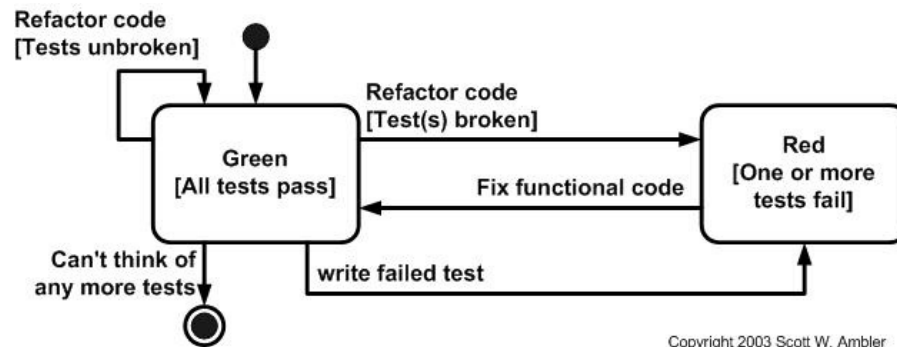 Refactor code
[Tests unbroken]
Refactor code
[Test(s) broken]
Green
[All tests pass]
Red
[One or more
tests fail]
Fix functional code
Can't think of
any more tests
write failed test
Copyright 2003 Scott W. Ambler